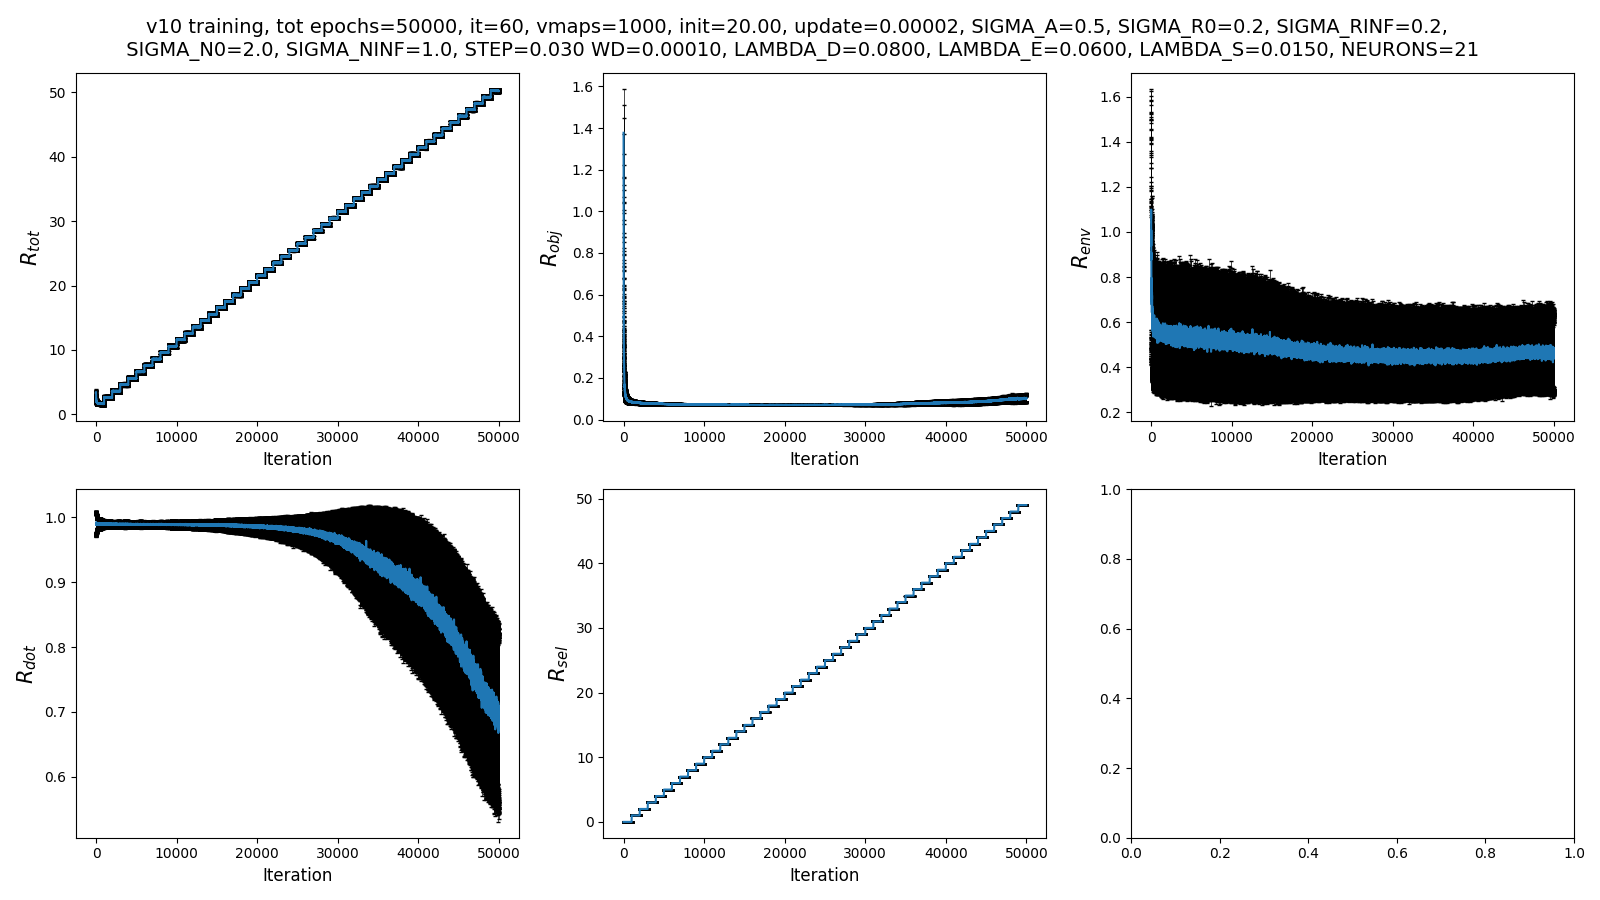 v10 training, tot epochs=50000, it=60, vmaps=1000, init=20.00, update=0.00002, SIGMA_A=0.5, SIGMA_R0=0.2, SIGMA_RINF=0.2,
SIGMA_N0=2.0, SIGMA_NINF=1.0, STEP=0.030 WD=0.00010, LAMBDA_D=0.0800, LAMBDA_E=0.0600, LAMBDA_S=0.0150, NEURONS=21
R_tot
50
40
30
20
10
0
0 10000 20000 30000 40000 50000
Iteration
R_obj
1.6
1.4
1.2
1.0
0.8
0.6
0.4
0.2
0.0
0 10000 20000 30000 40000 50000
Iteration
R_env
1.6
1.4
1.2
1.0
0.8
0.6
0.4
0.2
0 10000 20000 30000 40000 50000
Iteration
R_dot
1.0
0.9
0.8
0.7
0.6
0 10000 20000 30000 40000 50000
Iteration
R_sel
50
40
30
20
10
0
0 10000 20000 30000 40000 50000
Iteration
1.0
0.8
0.6
0.4
0.2
0.0
0.0 0.2 0.4 0.6 0.8 1.0